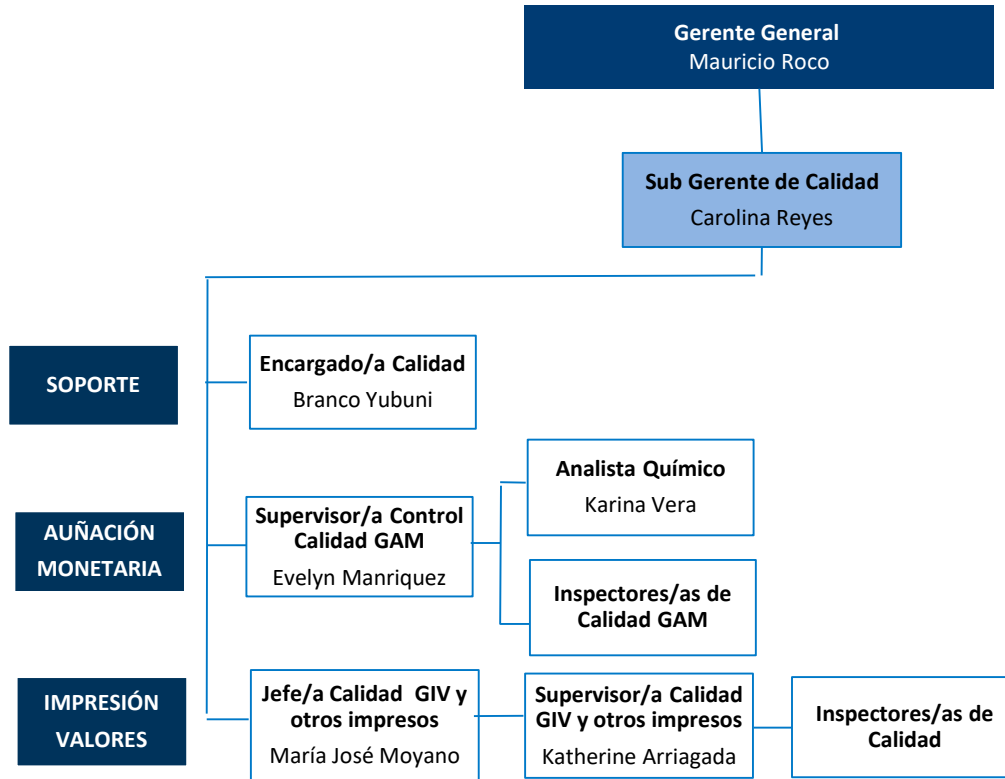 Gerente General
Mauricio Roco
Sub Gerente de Calidad
Carolina Reyes
SOPORTE
Encargado/a Calidad
Branco Yubuni
AUÑACIÓN
MONETARIA
Supervisor/a Control
Calidad GAM
Evelyn Manriquez
Analista Químico
Karina Vera
Inspectores/as de
Calidad GAM
IMPRESIÓN
VALORES
Jefe/a Calidad GIV y
otros impresos
María José Moyano
Supervisor/a Calidad
GIV y otros impresos
Katherine Arriagada
Inspectores/as de
Calidad